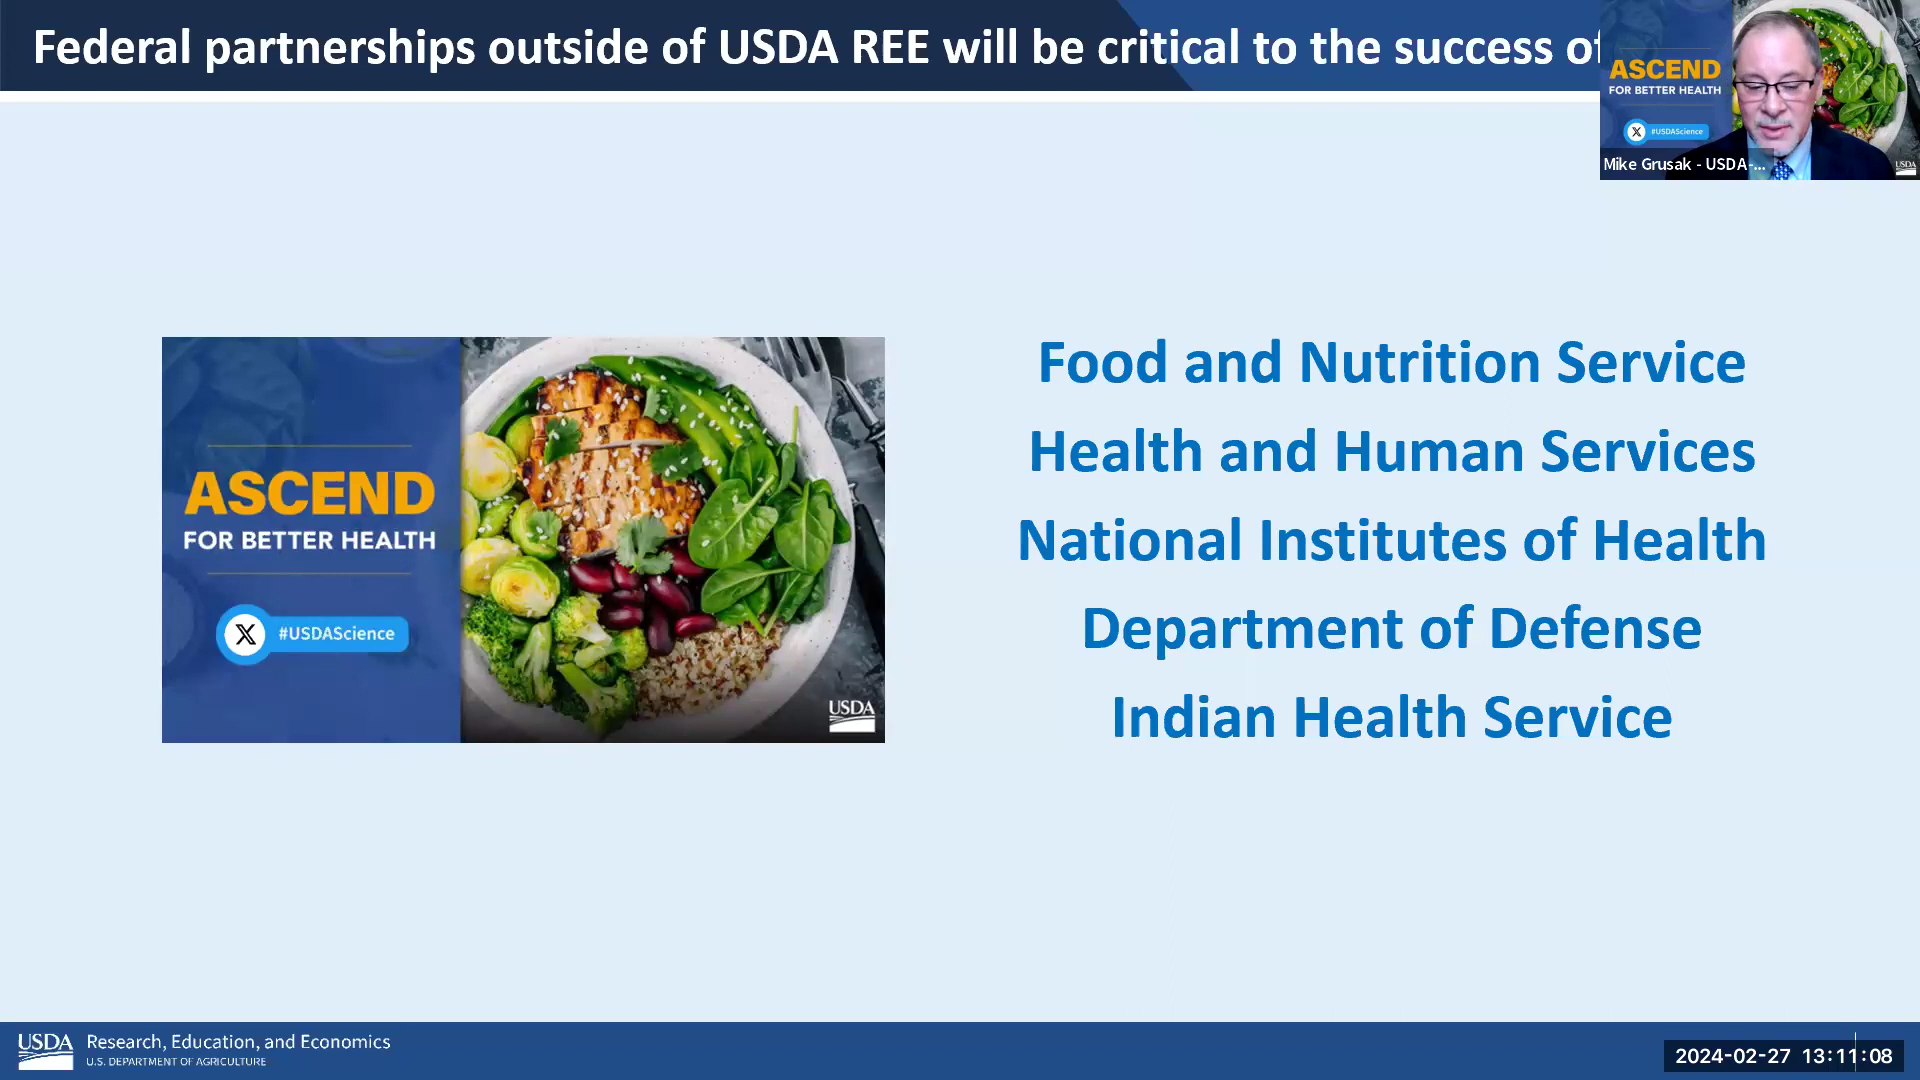 Federal partnerships outside of USDA REE will be critical to the success of
ASCEND
FOR BETTER HEALTH
#USDAScience
Mike Grusak - USDA-...
USDA
Food and Nutrition Service
Health and Human Services
National Institutes of Health
Department of Defense
Indian Health Service
ASCEND
FOR BETTER HEALTH
X #USDAScience
USDA
USDA Research, Education, and Economics
U.S. DEPARTMENT OF AGRICULTURE
2024-02-27 13:11:08